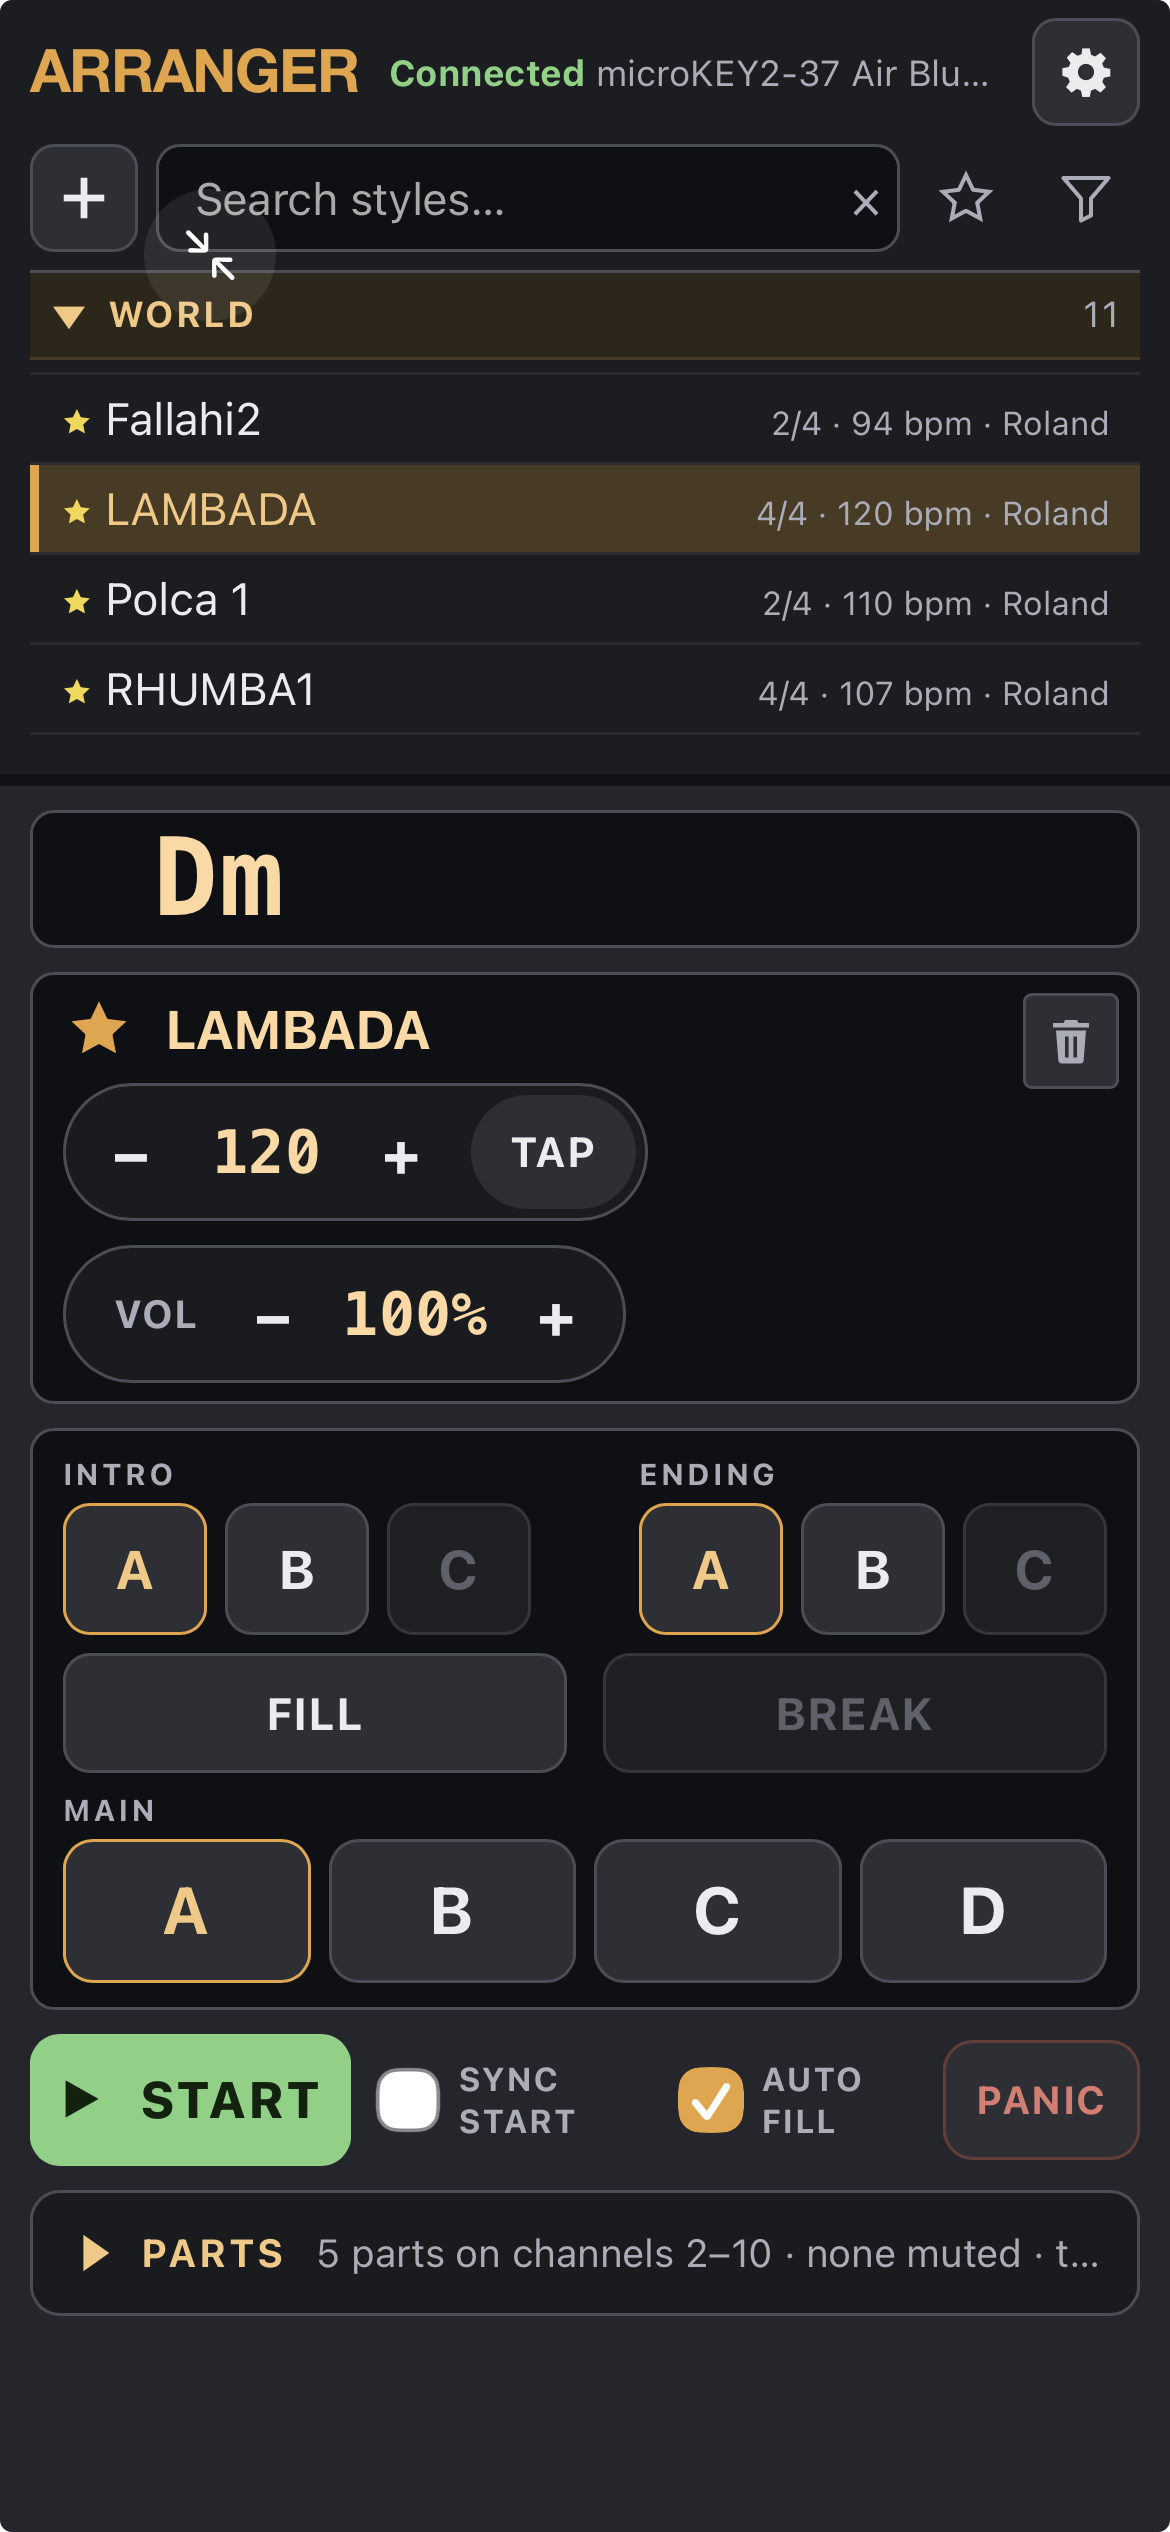 ARRANGER Connected microKEY2-37 Air Blu...
Search styles...
WORLD 11
Fallahi2 2/4 · 94 bpm · Roland
LAMBADA 4/4 · 120 bpm · Roland
Polca 1 2/4 · 110 bpm · Roland
RHUMBA1 4/4 · 107 bpm · Roland
Dm
LAMBADA
− 120 + TAP
VOL − 100% +
INTRO ENDING
A B C A B C
FILL BREAK
MAIN
A B C D
START SYNC START AUTO FILL PANIC
PARTS 5 parts on channels 2–10 · none muted · t...